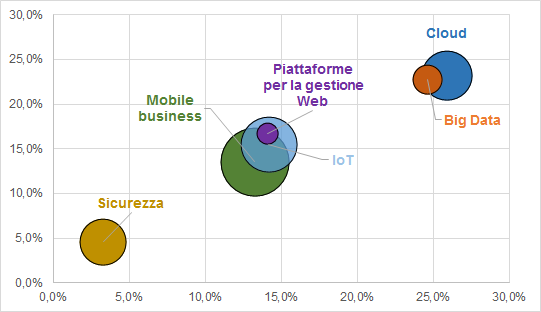 30,0%
25,0%
20,0%
15,0%
10,0%
5,0%
0,0%
Cloud
Piattaforme
per la gestione
Web
Mobile
business
Big Data
IoT
Sicurezza
0,0% 5,0% 10,0% 15,0% 20,0% 25,0% 30,0%